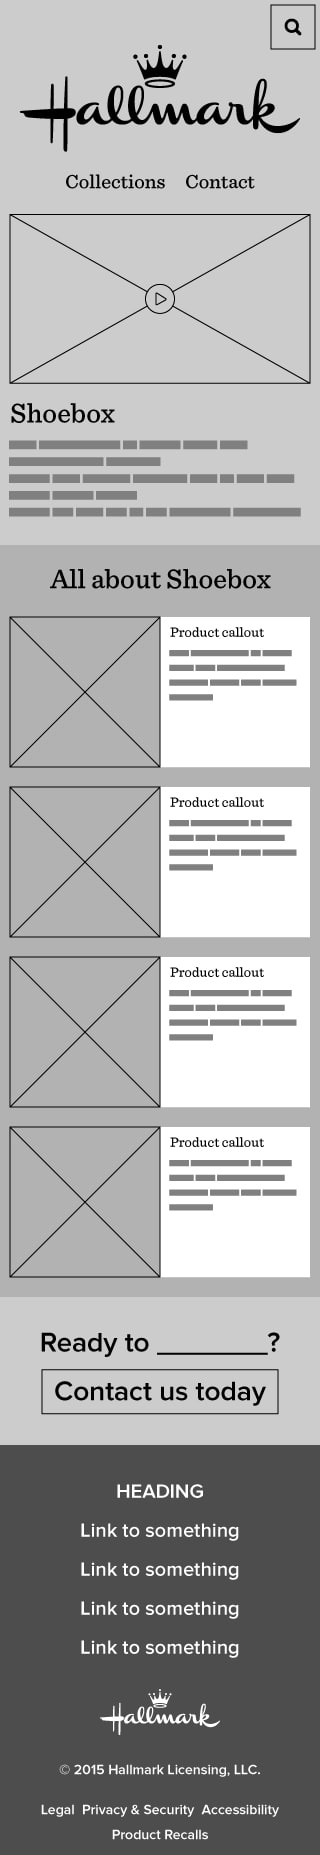 Hallmark
Collections Contact
Shoebox
All about Shoebox
Product callout
Product callout
Product callout
Product callout
Ready to ________?
Contact us today
HEADING
Link to something
Link to something
Link to something
Link to something
Hallmark
© 2015 Hallmark Licensing, LLC.
Legal Privacy & Security Accessibility
Product Recalls